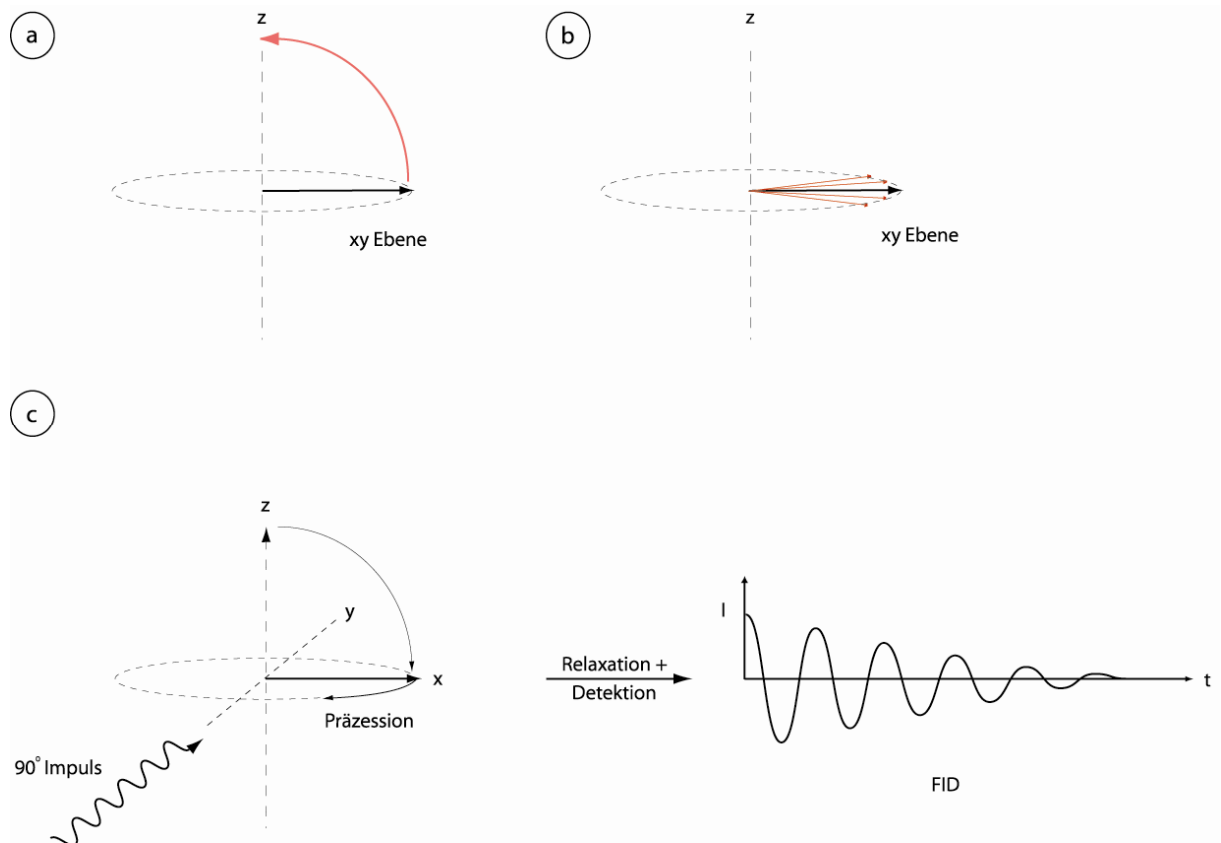 a
z
xy Ebene
b
z
xy Ebene
c
z
y
x
Präzession
90° Impuls
Relaxation +
Detektion
I
t
FID